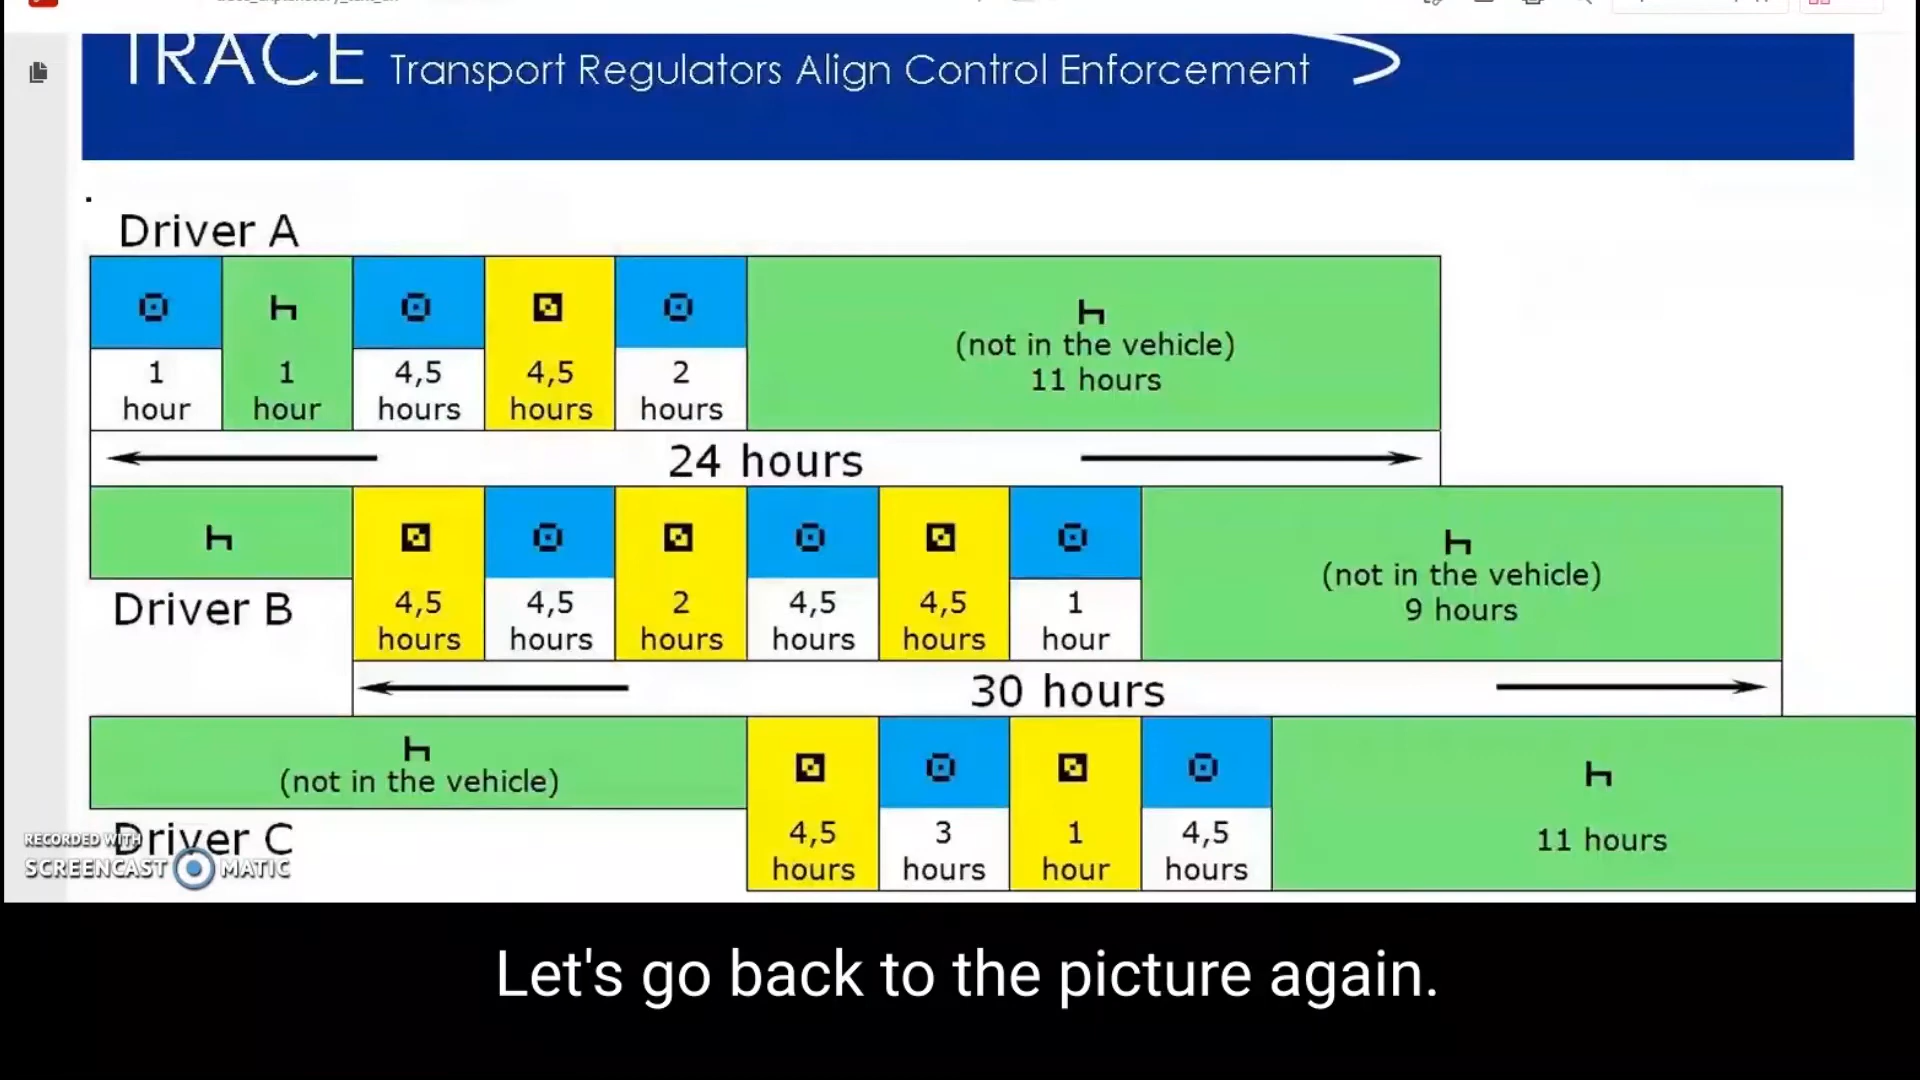 TRACE Transport Regulators Align Control Enforcement
Driver A
1 hour
1 hour
4,5 hours
4,5 hours
2 hours
(not in the vehicle)
11 hours
24 hours
Driver B
4,5 hours
4,5 hours
2 hours
4,5 hours
4,5 hours
1 hour
(not in the vehicle)
9 hours
30 hours
(not in the vehicle)
Driver C
4,5 hours
3 hours
1 hour
4,5 hours
11 hours
RECORDED WITH
SCREENCAST MATIC
Let's go back to the picture again.